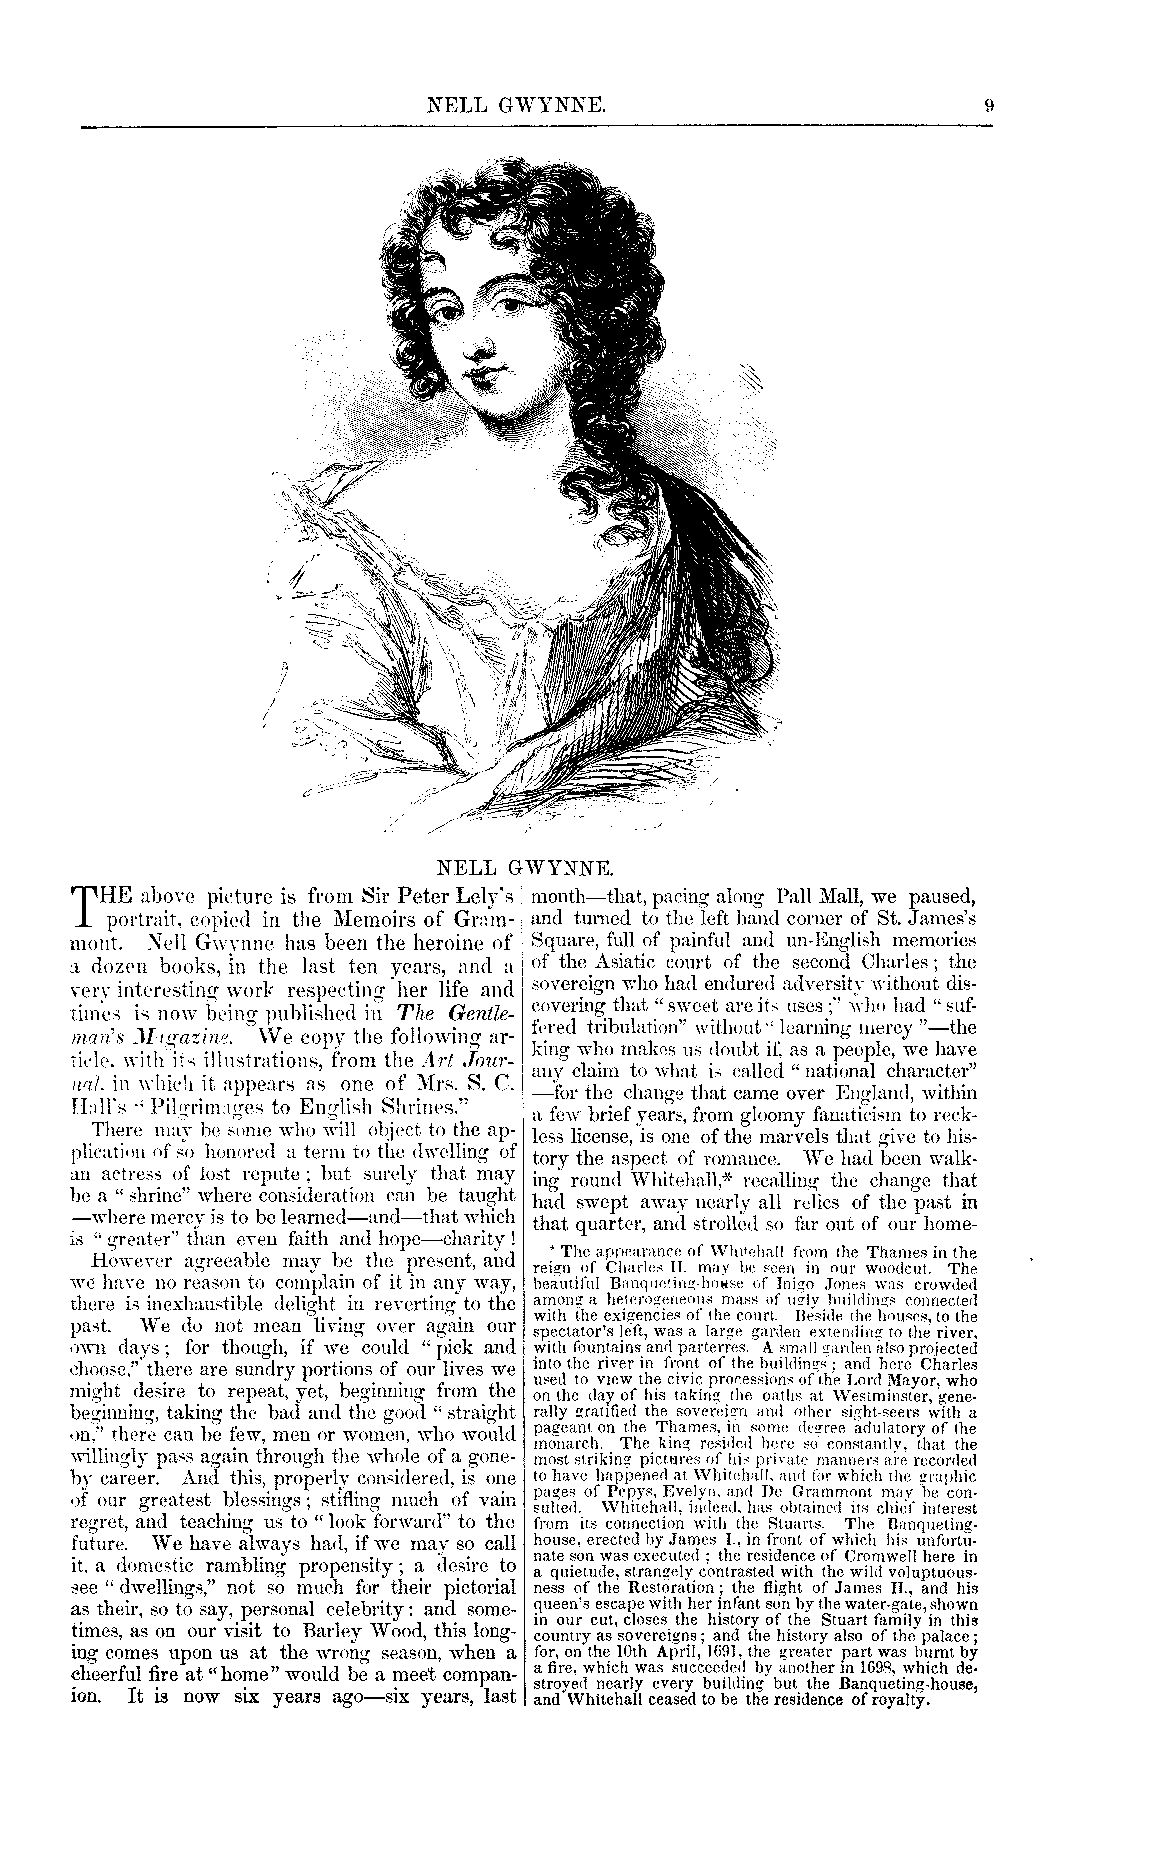 NELL GWYNNE.
9
NELL GWYNNE.
THE above picture is from Sir Peter Lely's
portrait, copied in the Memoirs of Gram-
mont. Nell Gwynne has been the heroine of
a dozen books, in the last ten years, and a
very interesting work respecting her life and
times is now being published in The Gentle-
man's Magazine. We copy the following ar-
ticle, with its illustrations, from the Art Jour-
nal, in which it appears as one of Mrs. S. C.
Hall's "Pilgrimages to English Shrines."
There may be some who will object to the ap-
plication of so honored a term to the dwelling of
an actress of lost repute; but surely that may
be a "shrine" where consideration can be taught
—where mercy is to be learned—and—that which
is "greater" than even faith and hope—charity!
However agreeable may be the present, and
we have no reason to complain of it in any way,
there is inexhaustible delight in reverting to the
past. We do not mean living over again our
own days; for though, if we could "pick and
choose," there are sundry portions of our lives we
might desire to repeat, yet, beginning from the
beginning, taking the bad and the good "straight
on," there can be few, men or women, who would
willingly pass again through the whole of a gone-
by career. And this, properly considered, is one
of our greatest blessings; stifling much of vain
regret, and teaching us to "look forward" to the
future. We have always had, if we may so call
it, a domestic rambling propensity; a desire to
see "dwellings," not so much for their pictorial
as their, so to say, personal celebrity: and some-
times, as on our visit to Barley Wood, this long-
ing comes upon us at the wrong season, when a
cheerful fire at "home" would be a meet compan-
ion. It is now six years ago—six years, last
month—that, pacing along Pall Mall, we paused,
and turned to the left hand corner of St. James's
Square, full of painful and un-English memories
of the Asiatic court of the second Charles; the
sovereign who had endured adversity without dis-
covering that "sweet are its uses;" who had "suf-
fered tribulation" without "learning mercy"—the
king who makes us doubt if, as a people, we have
any claim to what is called "national character"
—for the change that came over England, within
a few brief years, from gloomy fanaticism to reck-
less license, is one of the marvels that give to his-
tory the aspect of romance. We had been walk-
ing round Whitehall,* recalling the change that
had swept away nearly all relics of the past in
that quarter, and strolled so far out of our home-
* The appearance of Whitehall from the Thames in the
reign of Charles II. may be seen in our woodcut. The
beautiful Banqueting-house of Inigo Jones was crowded
among a heterogeneous mass of ugly buildings connected
with the exigencies of the court. Beside the houses, to the
spectator's left, was a large garden extending to the river,
with fountains and parterres. A small garden also projected
into the river in front of the buildings; and here Charles
used to view the civic processions of the Lord Mayor, who
on the day of his taking the oaths at Westminster, gene-
rally gratified the sovereign and other sight-seers with a
pageant on the Thames, in some degree adulatory of the
monarch. The king resided here so constantly, that the
most striking pictures of his private manners are recorded
to have happened at Whitehall, and for which the graphic
pages of Pepys, Evelyn, and De Grammont may be con-
sulted. Whitehall, indeed, has obtained its chief interest
from its connection with the Stuarts. The Banqueting-
house, erected by James I., in front of which his unfortu-
nate son was executed; the residence of Cromwell here in
a quietude, strangely contrasted with the wild voluptuous-
ness of the Restoration; the flight of James II., and his
queen's escape with her infant son by the water-gate, shown
in our cut, closes the history of the Stuart family in this
country as sovereigns; and the history also of the palace;
for, on the 10th April, 1691, the greater part was burnt by
a fire, which was succeeded by another in 1698, which de-
stroyed nearly every building but the Banqueting-house,
and Whitehall ceased to be the residence of royalty.